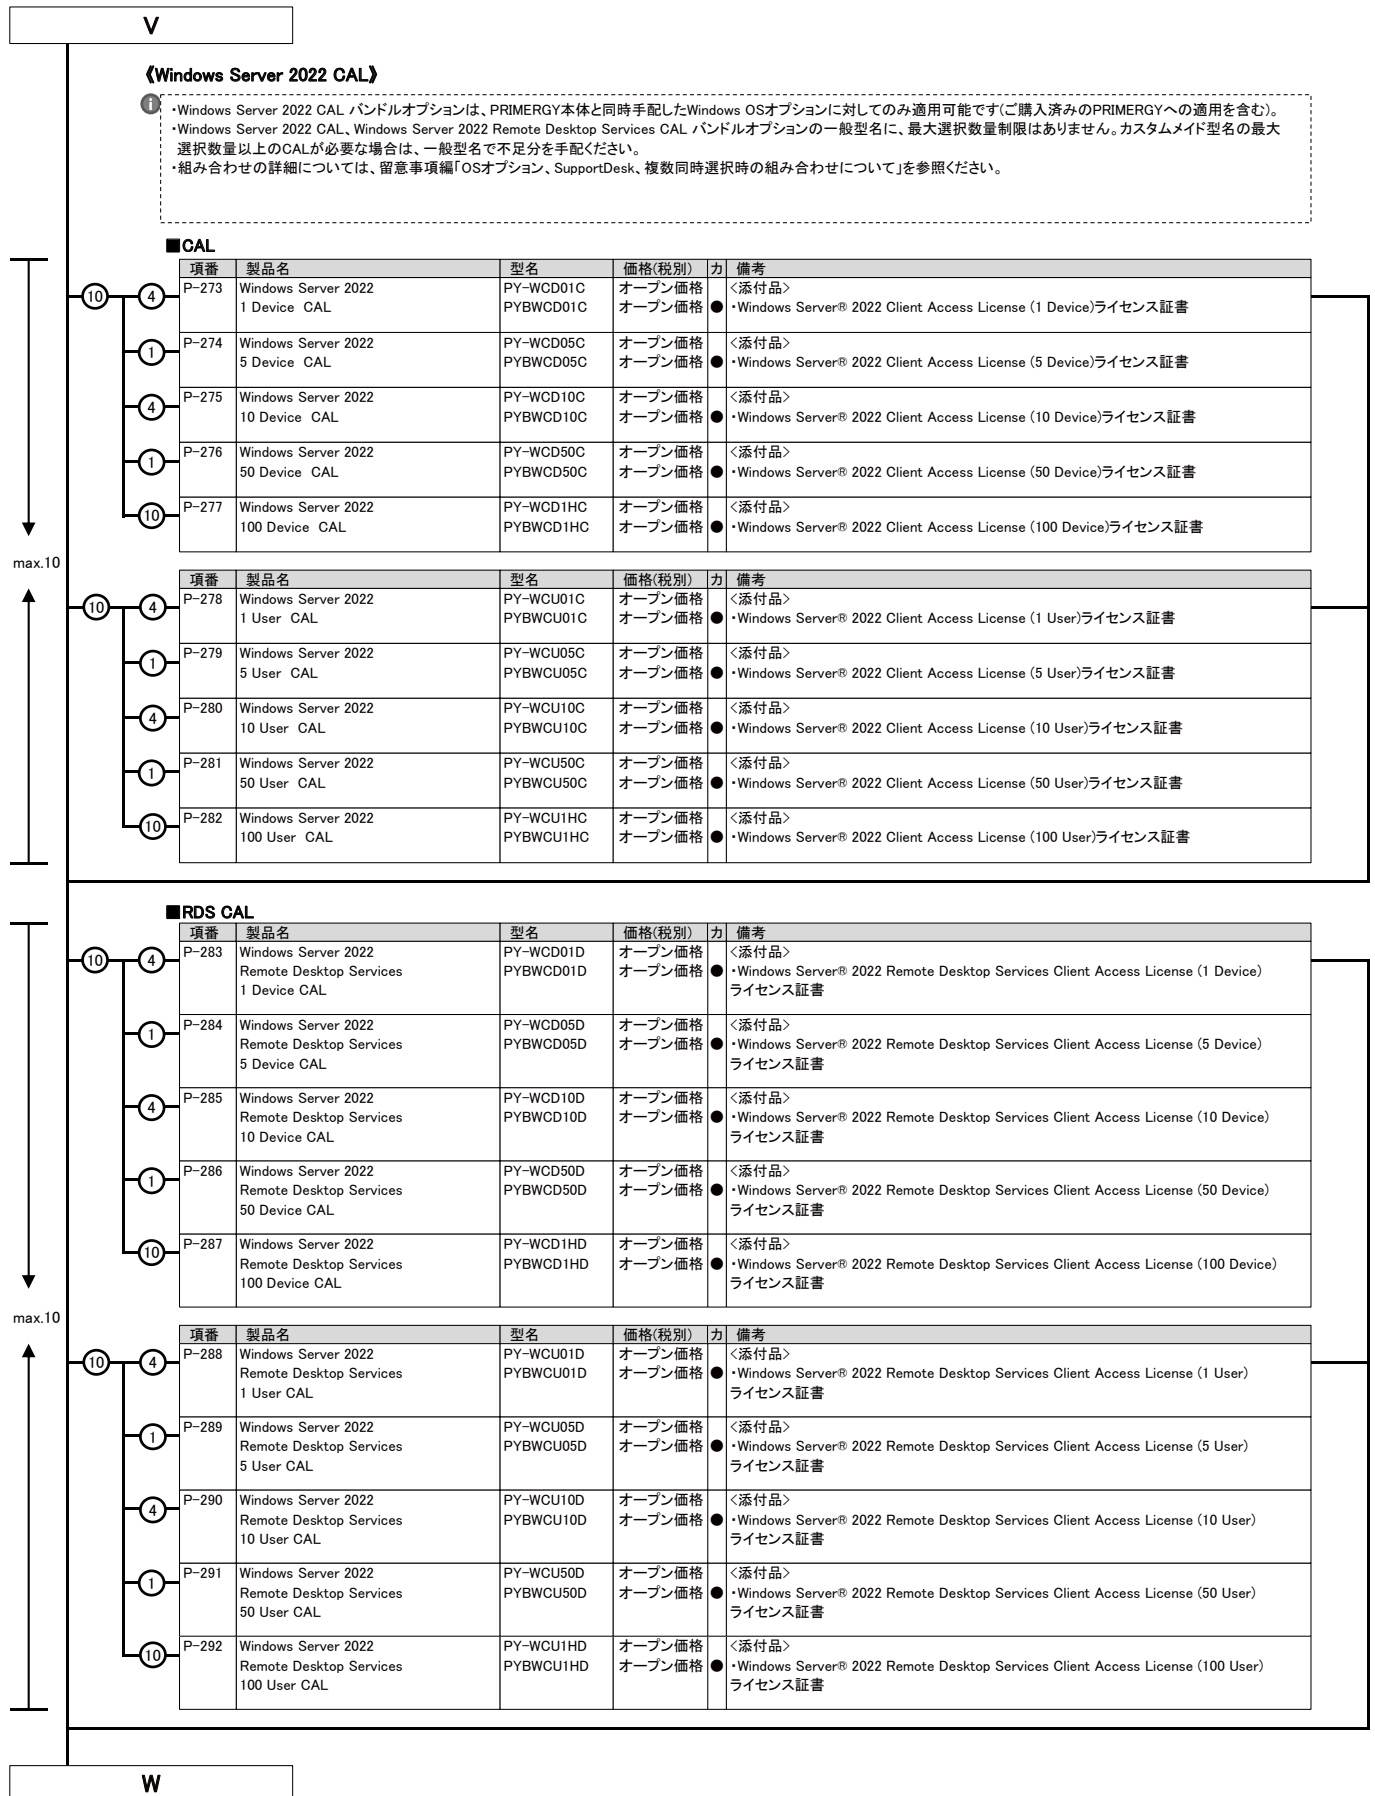 V
《Windows Server 2022 CAL》
・Windows Server 2022 CAL バンドルオプションは、PRIMERGY本体と同時手配したWindows OSオプションに対してのみ適用可能です(ご購入済みのPRIMERGYへの適用を含む)。
・Windows Server 2022 CAL、Windows Server 2022 Remote Desktop Services CAL バンドルオプションの一般型名に、最大選択数量制限はありません。カスタムメイド型名の最大
選択数量以上のCALが必要な場合は、一般型名で不足分を手配ください。
・組み合わせの詳細については、留意事項編「OSオプション、SupportDesk、複数同時選択時の組み合わせについて」を参照ください。
■CAL
項番 製品名 型名 価格(税別) カ 備考
10 4 P-273 Windows Server 2022 PY-WCD01C オープン価格 <添付品>
1 Device CAL PYBWCD01C オープン価格 ● ・Windows Server® 2022 Client Access License (1 Device)ライセンス証書
1 P-274 Windows Server 2022 PY-WCD05C オープン価格 <添付品>
5 Device CAL PYBWCD05C オープン価格 ● ・Windows Server® 2022 Client Access License (5 Device)ライセンス証書
4 P-275 Windows Server 2022 PY-WCD10C オープン価格 <添付品>
10 Device CAL PYBWCD10C オープン価格 ● ・Windows Server® 2022 Client Access License (10 Device)ライセンス証書
1 P-276 Windows Server 2022 PY-WCD50C オープン価格 <添付品>
50 Device CAL PYBWCD50C オープン価格 ● ・Windows Server® 2022 Client Access License (50 Device)ライセンス証書
10 P-277 Windows Server 2022 PY-WCD1HC オープン価格 <添付品>
100 Device CAL PYBWCD1HC オープン価格 ● ・Windows Server® 2022 Client Access License (100 Device)ライセンス証書
max.10
項番 製品名 型名 価格(税別) カ 備考
10 4 P-278 Windows Server 2022 PY-WCU01C オープン価格 <添付品>
1 User CAL PYBWCU01C オープン価格 ● ・Windows Server® 2022 Client Access License (1 User)ライセンス証書
1 P-279 Windows Server 2022 PY-WCU05C オープン価格 <添付品>
5 User CAL PYBWCU05C オープン価格 ● ・Windows Server® 2022 Client Access License (5 User)ライセンス証書
4 P-280 Windows Server 2022 PY-WCU10C オープン価格 <添付品>
10 User CAL PYBWCU10C オープン価格 ● ・Windows Server® 2022 Client Access License (10 User)ライセンス証書
1 P-281 Windows Server 2022 PY-WCU50C オープン価格 <添付品>
50 User CAL PYBWCU50C オープン価格 ● ・Windows Server® 2022 Client Access License (50 User)ライセンス証書
10 P-282 Windows Server 2022 PY-WCU1HC オープン価格 <添付品>
100 User CAL PYBWCU1HC オープン価格 ● ・Windows Server® 2022 Client Access License (100 User)ライセンス証書
■RDS CAL
項番 製品名 型名 価格(税別) カ 備考
10 4 P-283 Windows Server 2022 PY-WCD01D オープン価格 <添付品>
Remote Desktop Services PYBWCD01D オープン価格 ● ・Windows Server® 2022 Remote Desktop Services Client Access License (1 Device)
1 Device CAL ライセンス証書
1 P-284 Windows Server 2022 PY-WCD05D オープン価格 <添付品>
Remote Desktop Services PYBWCD05D オープン価格 ● ・Windows Server® 2022 Remote Desktop Services Client Access License (5 Device)
5 Device CAL ライセンス証書
4 P-285 Windows Server 2022 PY-WCD10D オープン価格 <添付品>
Remote Desktop Services PYBWCD10D オープン価格 ● ・Windows Server® 2022 Remote Desktop Services Client Access License (10 Device)
10 Device CAL ライセンス証書
1 P-286 Windows Server 2022 PY-WCD50D オープン価格 <添付品>
Remote Desktop Services PYBWCD50D オープン価格 ● ・Windows Server® 2022 Remote Desktop Services Client Access License (50 Device)
50 Device CAL ライセンス証書
10 P-287 Windows Server 2022 PY-WCD1HD オープン価格 <添付品>
Remote Desktop Services PYBWCD1HD オープン価格 ● ・Windows Server® 2022 Remote Desktop Services Client Access License (100 Device)
100 Device CAL ライセンス証書
max.10
項番 製品名 型名 価格(税別) カ 備考
10 4 P-288 Windows Server 2022 PY-WCU01D オープン価格 <添付品>
Remote Desktop Services PYBWCU01D オープン価格 ● ・Windows Server® 2022 Remote Desktop Services Client Access License (1 User)
1 User CAL ライセンス証書
1 P-289 Windows Server 2022 PY-WCU05D オープン価格 <添付品>
Remote Desktop Services PYBWCU05D オープン価格 ● ・Windows Server® 2022 Remote Desktop Services Client Access License (5 User)
5 User CAL ライセンス証書
4 P-290 Windows Server 2022 PY-WCU10D オープン価格 <添付品>
Remote Desktop Services PYBWCU10D オープン価格 ● ・Windows Server® 2022 Remote Desktop Services Client Access License (10 User)
10 User CAL ライセンス証書
1 P-291 Windows Server 2022 PY-WCU50D オープン価格 <添付品>
Remote Desktop Services PYBWCU50D オープン価格 ● ・Windows Server® 2022 Remote Desktop Services Client Access License (50 User)
50 User CAL ライセンス証書
10 P-292 Windows Server 2022 PY-WCU1HD オープン価格 <添付品>
Remote Desktop Services PYBWCU1HD オープン価格 ● ・Windows Server® 2022 Remote Desktop Services Client Access License (100 User)
100 User CAL ライセンス証書
W